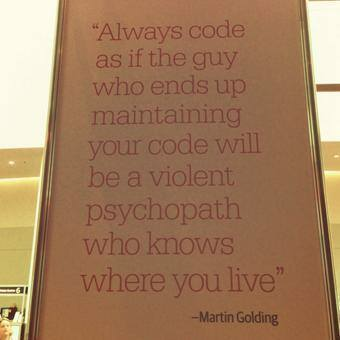 “Always code
as if the guy
who ends up
maintaining
your code will
be a violent
psychopath
who knows
where you live”
–Martin Golding
6